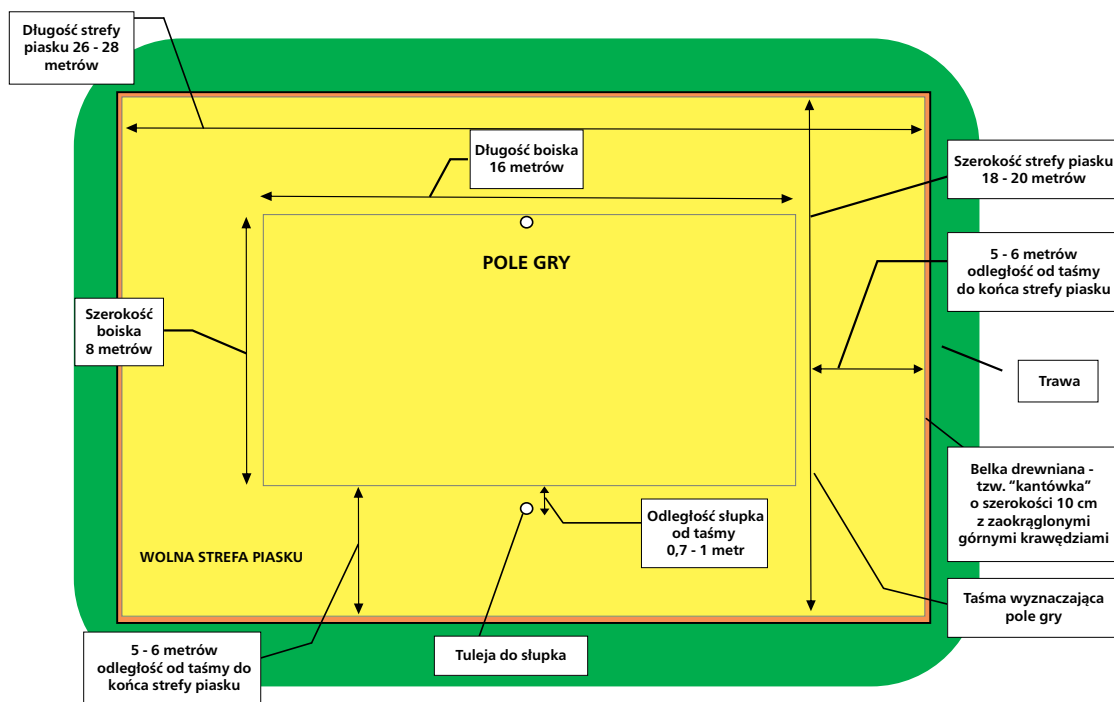 Długość strefy
piasku 26 - 28
metrów
Długość boiska
16 metrów
Szerokość strefy piasku
18 - 20 metrów
POLE GRY
5 - 6 metrów
odległość od taśmy
do końca strefy piasku
Szerokość
boiska
8 metrów
Trawa
Belka drewniana -
tzw. “kantówka”
o szerokości 10 cm
z zaokrąglonymi
górnymi krawędziami
Odległość słupka
od taśmy
0,7 - 1 metr
WOLNA STREFA PIASKU
Taśma wyznaczająca
pole gry
5 - 6 metrów
odległość od taśmy do
końca strefy piasku
Tuleja do słupka